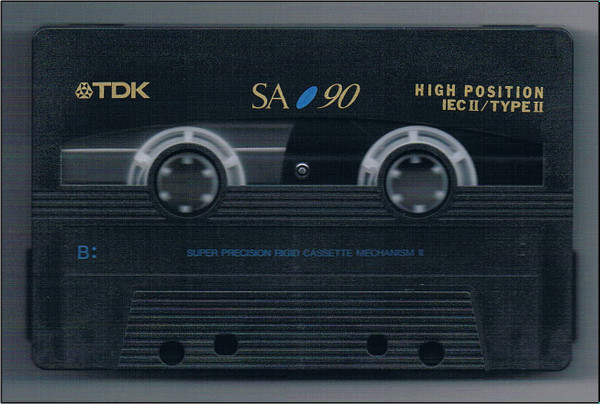 TDK
SA 90
HIGH POSITION
IEC II/TYPE II
B:
SUPER PRECISION RIGID CASSETTE MECHANISM II